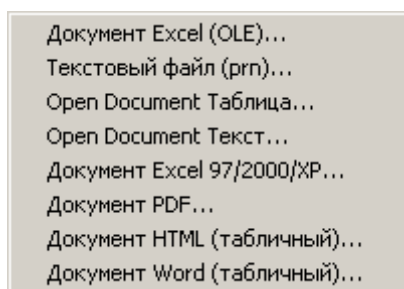 Документ Excel (OLE)...
Текстовый файл (prn)...
Open Document Таблица...
Open Document Текст...
Документ Excel 97/2000/XP...
Документ PDF...
Документ HTML (табличный)...
Документ Word (табличный)...